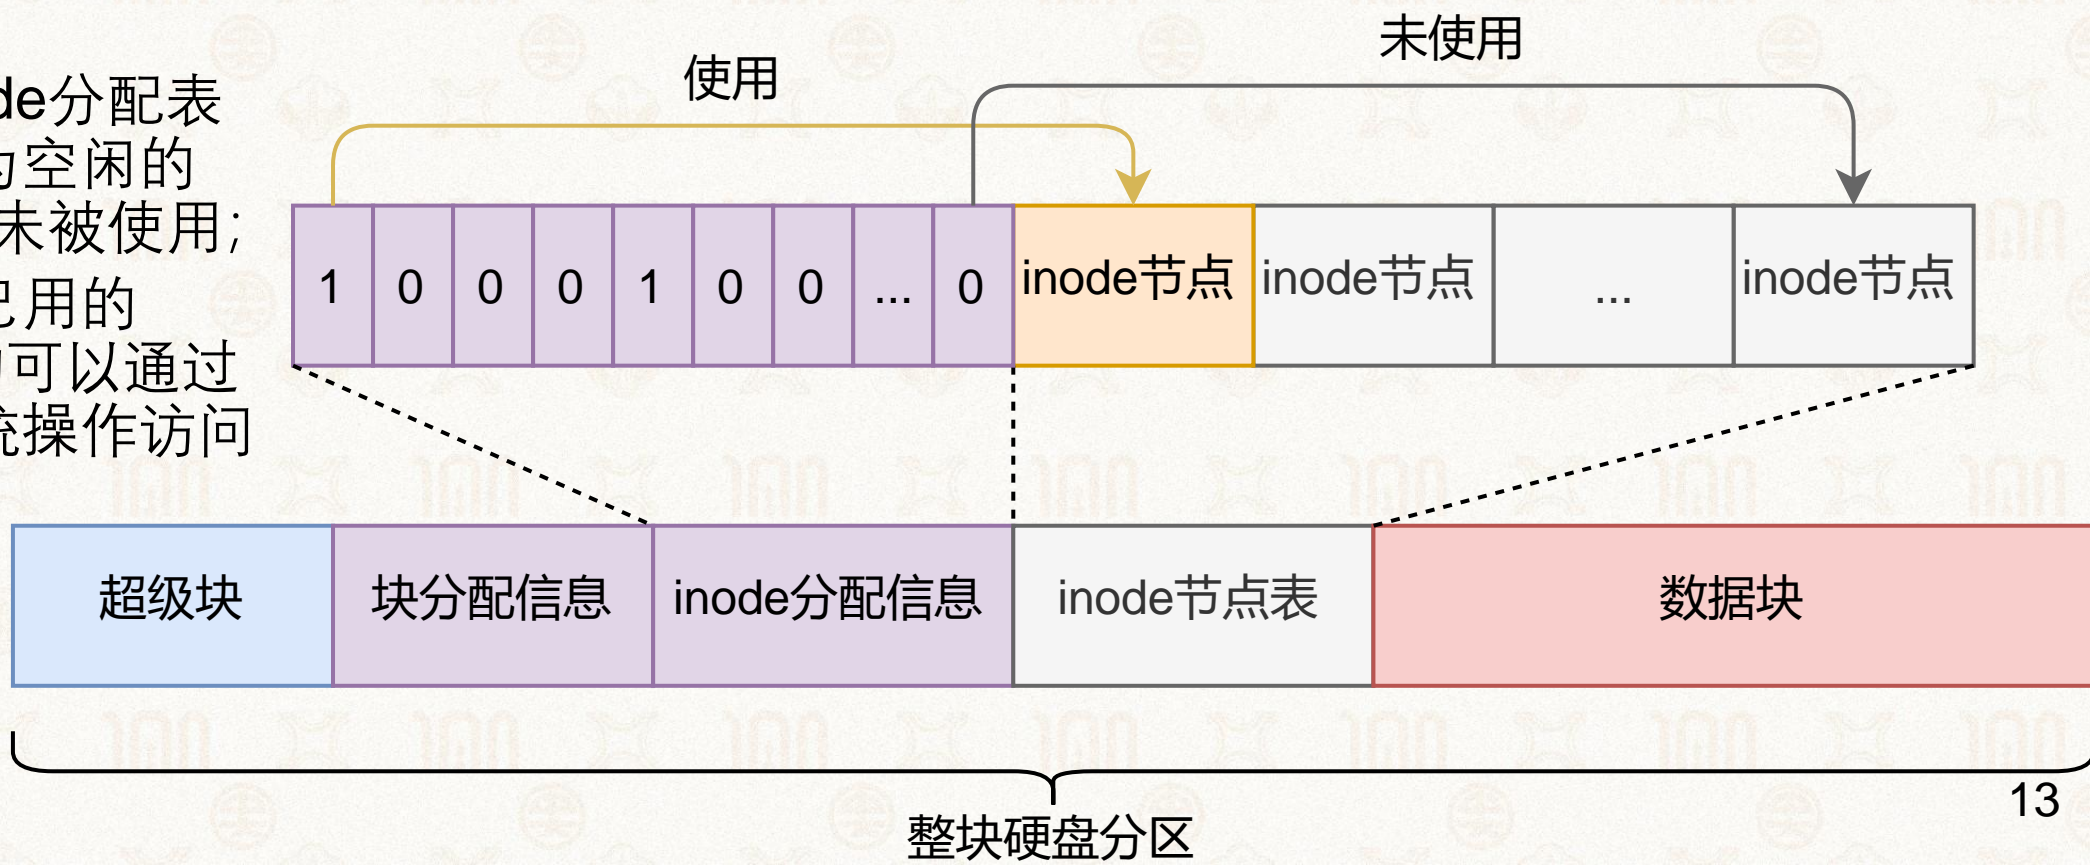 de分配表
为空闲的
未被使用；
已用的
可以通过
统操作访问
使用
未使用
1 0 0 0 1 0 0 ... 0 inode节点 inode节点 ... inode节点
超级块 块分配信息 inode分配信息 inode节点表 数据块
整块硬盘分区
13